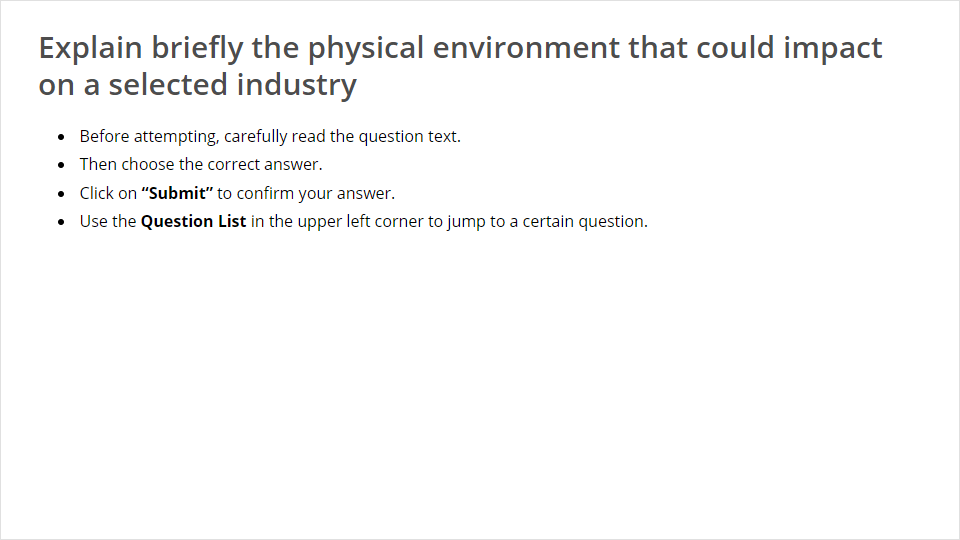 Explain briefly the physical environment that could impact
on a selected industry
• Before attempting, carefully read the question text.
• Then choose the correct answer.
• Click on “Submit” to confirm your answer.
• Use the Question List in the upper left corner to jump to a certain question.